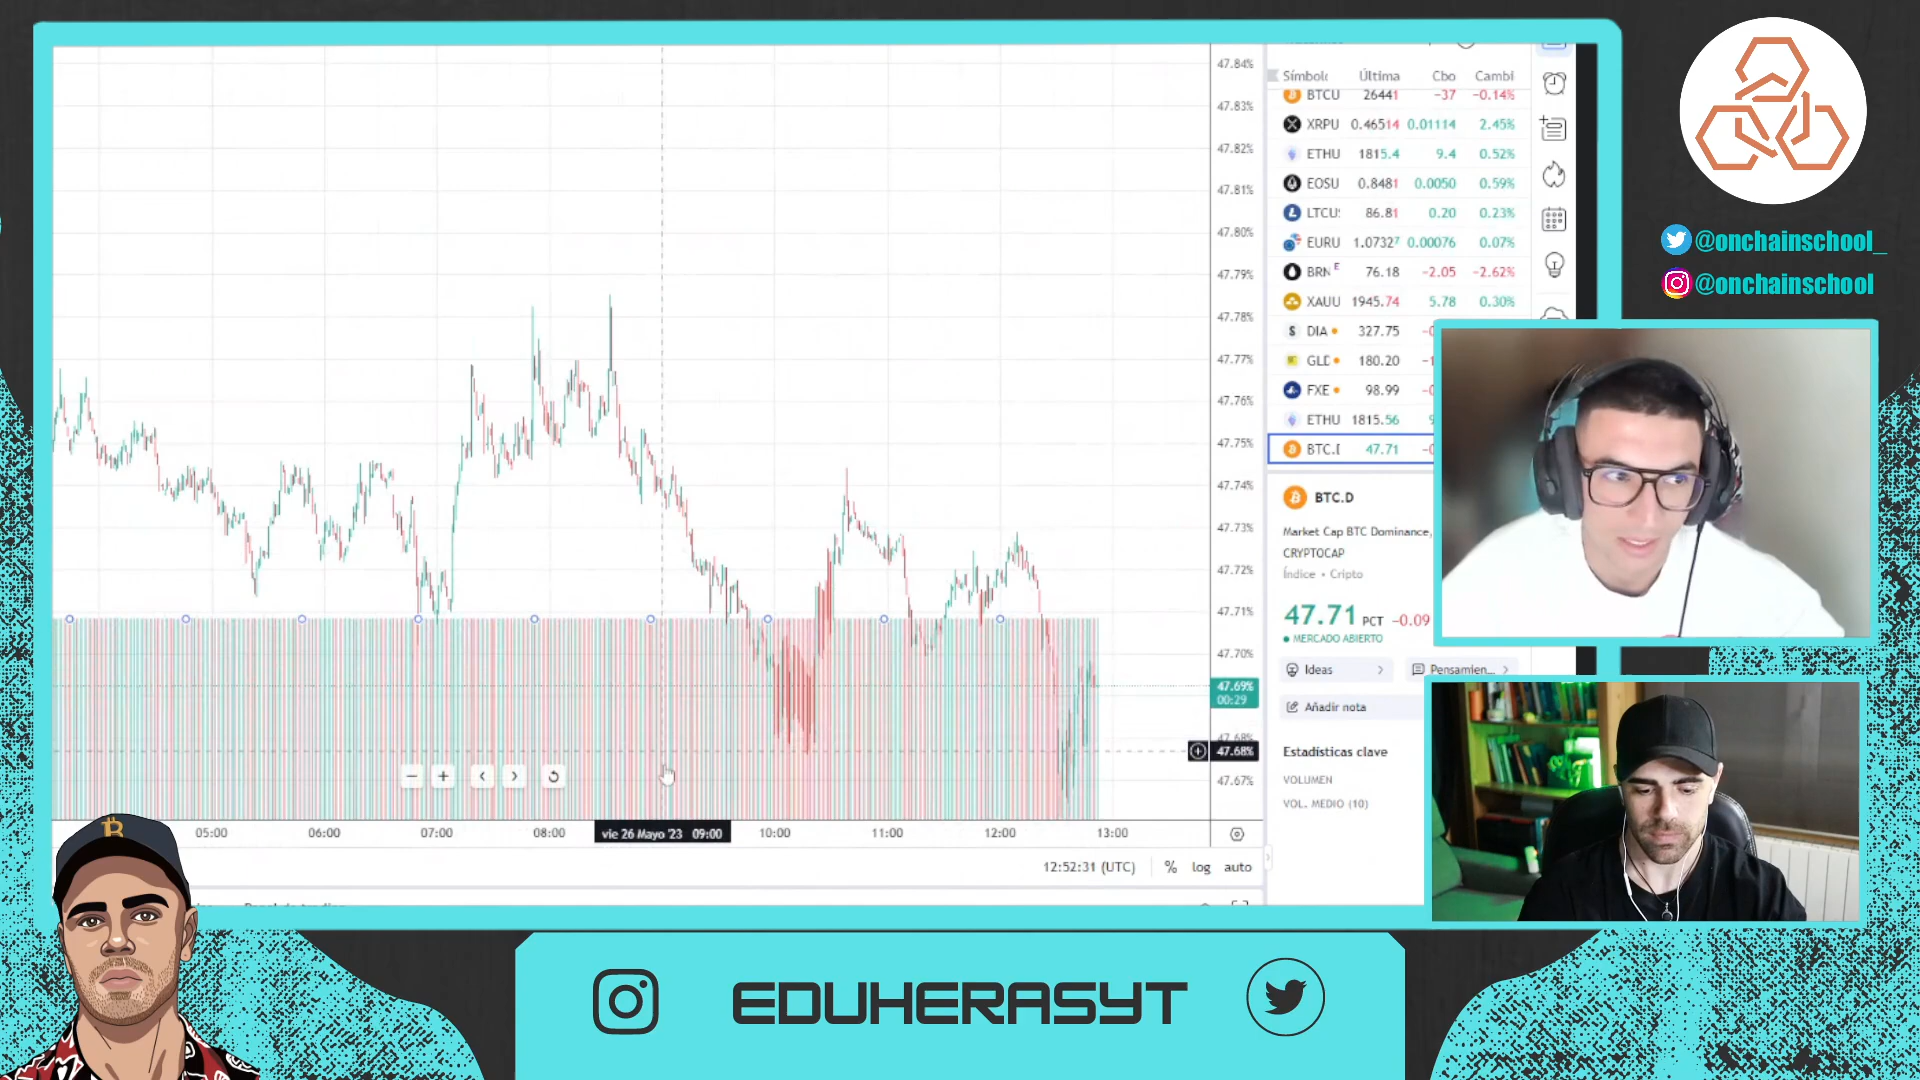 47.84%
47.83%
47.82%
47.81%
47.80%
47.79%
47.78%
47.77%
47.76%
47.75%
47.74%
47.73%
47.72%
47.71%
47.70%
47.69%
00:29
47.68%
47.68%
47.67%
05:00 06:00 07:00 08:00 vie 26 Mayo '23 09:00 10:00 11:00 12:00 13:00
12:52:31 (UTC) % log auto
Símbolo Última Cbo Cambi
BTCU 26441 −37 −0.14%
XRPU 0.46514 0.01114 2.45%
ETHU 1815.4 9.4 0.52%
EOSU 0.8481 0.0050 0.59%
LTCU 86.81 0.20 0.23%
EURU 1.07327 0.00076 0.07%
BRN E 76.18 −2.05 −2.62%
XAUU 1945.74 5.78 0.30%
DIA 327.75
GLD 180.20
FXE 98.99
ETHU 1815.56
BTC.D 47.71
BTC.D
Market Cap BTC Dominance,
CRYPTOCAP
Índice • Cripto
47.71 PCT −0.09
MERCADO ABIERTO
Ideas
Pensamien...
Añadir nota
Estadísticas clave
VOLUMEN
VOL. MEDIO (10)
@onchainschool_
@onchainschool
EDUHERASYT